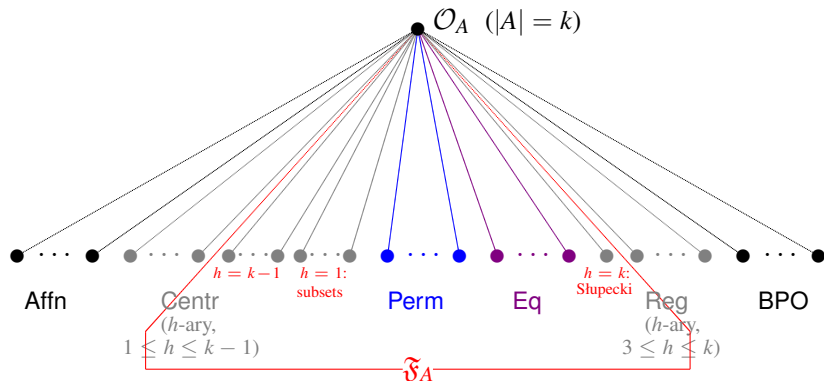 𝒪_A (|A| = k)
h = k−1
h = 1:
subsets
h = k:
Słupecki
Affn
Centr
Perm
Eq
Reg
BPO
(h-ary,
1 ≤ h ≤ k − 1)
(h-ary,
3 ≤ h ≤ k)
𝔉_A